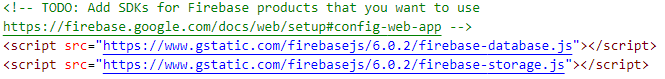 <!-- TODO: Add SDKs for Firebase products that you want to use
https://firebase.google.com/docs/web/setup#config-web-app -->
<script src="https://www.gstatic.com/firebasejs/6.0.2/firebase-database.js"></script>
<script src="https://www.gstatic.com/firebasejs/6.0.2/firebase-storage.js"></script>